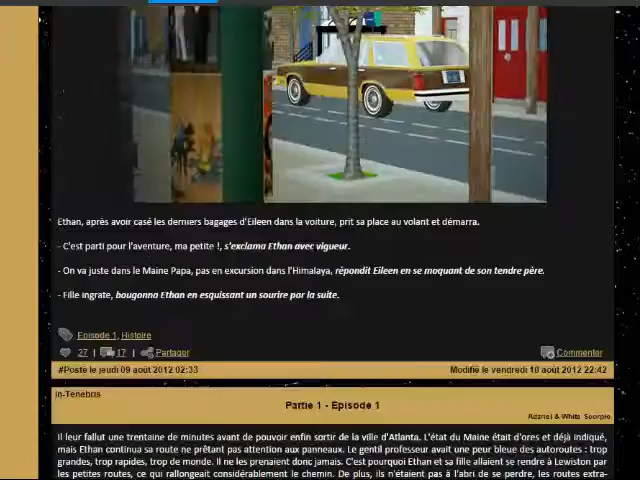 Ethan, après avoir casé les derniers bagages d'Eileen dans la voiture, prit sa place au volant et démarra.
- C'est parti pour l'aventure, ma petite !, s'exclama Ethan avec vigueur.
- On va juste dans le Maine Papa, pas en excursion dans l'Himalaya, répondit Eileen en se moquant de son tendre père.
- Fille ingrate, bougonna Ethan en esquissant un sourire par la suite.
Episode 1, Histoire
27 | 17 | Partager
Commenter
#Posté le jeudi 09 août 2012 02:33
Modifié le vendredi 10 août 2012 22:42
In-Tenebris
Partie 1 - Episode 1
& White Scorpio
Il leur fallut une trentaine de minutes avant de pouvoir enfin sortir de la ville d'Atlanta. L'état du Maine était d'ores et déjà indiqué,
mais Ethan continua sa route ne prêtant pas attention aux panneaux. Le gentil professeur avait une peur bleue des autoroutes : trop
grandes, trop rapides, trop de monde. Il ne les prenaient donc jamais. C'est pourquoi Ethan et sa fille allaient se rendre à Lewiston par
les petites routes, ce qui rallongeait considérablement le chemin. De plus, ils n'étaient pas à l'abri de se perdre, les routes extra-